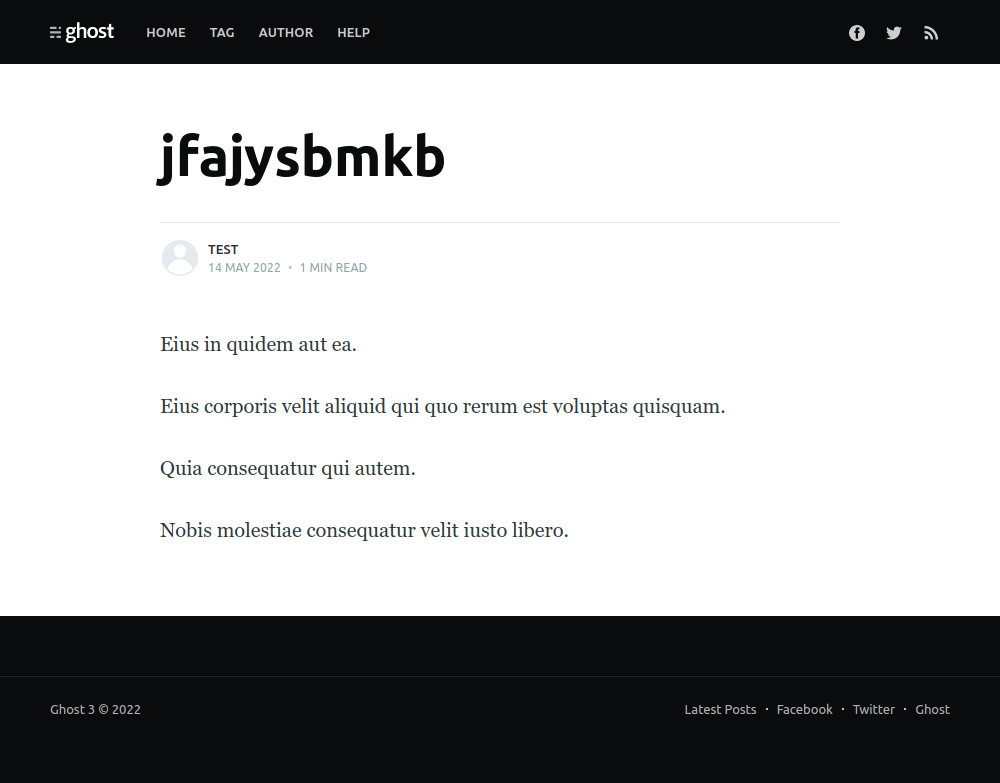 ghost HOME TAG AUTHOR HELP
jfajysbmkb
TEST
14 MAY 2022 • 1 MIN READ
Eius in quidem aut ea.
Eius corporis velit aliquid qui quo rerum est voluptas quisquam.
Quia consequatur qui autem.
Nobis molestiae consequatur velit iusto libero.
Ghost 3 © 2022 Latest Posts · Facebook · Twitter · Ghost